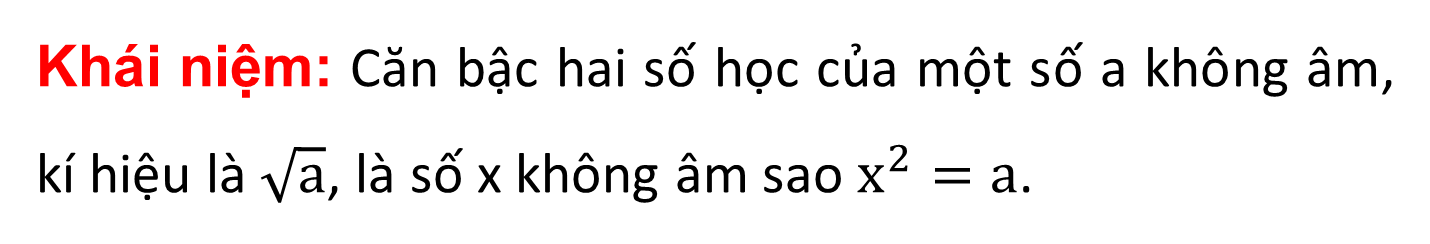 Khái niệm: Căn bậc hai số học của một số a không âm,
kí hiệu là √a, là số x không âm sao x² = a.